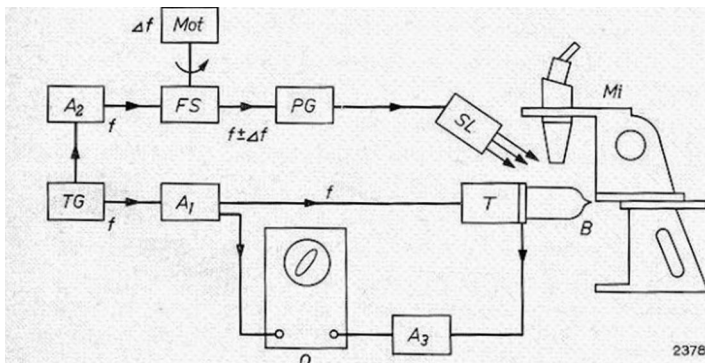 Δf Mot
Mi
A2 f FS f±Δf PG SL
TG f A1 f T B
A3
O
2378